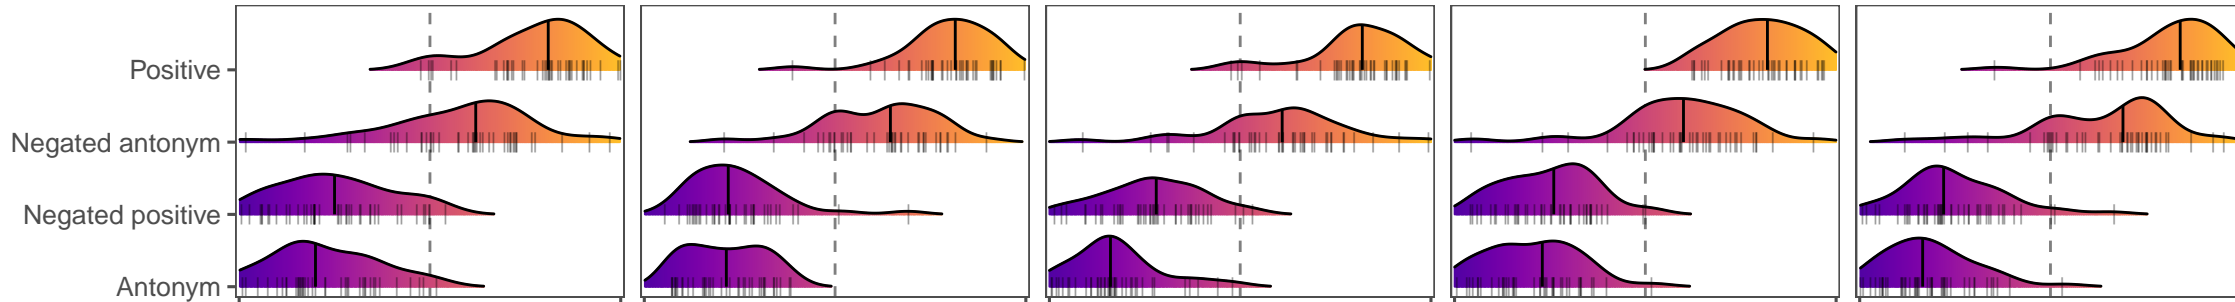 Positive
Negated antonym
Negated positive
Antonym